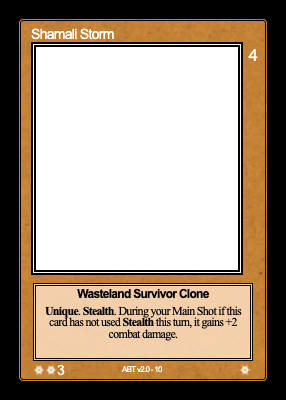 Shamali Storm
4
Wasteland Survivor Clone
Unique. Stealth. During your Main Shot if this
card has not used Stealth this turn, it gains +2
combat damage.
3
ABT v2.0 - 10